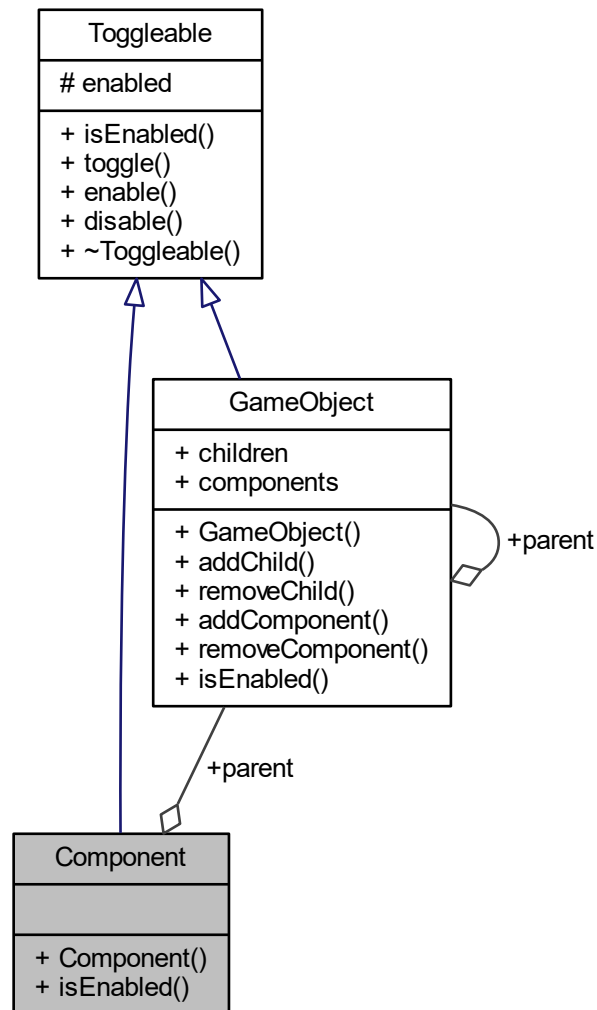 Toggleable
# enabled
+ isEnabled()
+ toggle()
+ enable()
+ disable()
+ ~Toggleable()
GameObject
+ children
+ components
+ GameObject()
+ addChild()
+ removeChild()
+ addComponent()
+ removeComponent()
+ isEnabled()
+parent
+parent
Component
+ Component()
+ isEnabled()